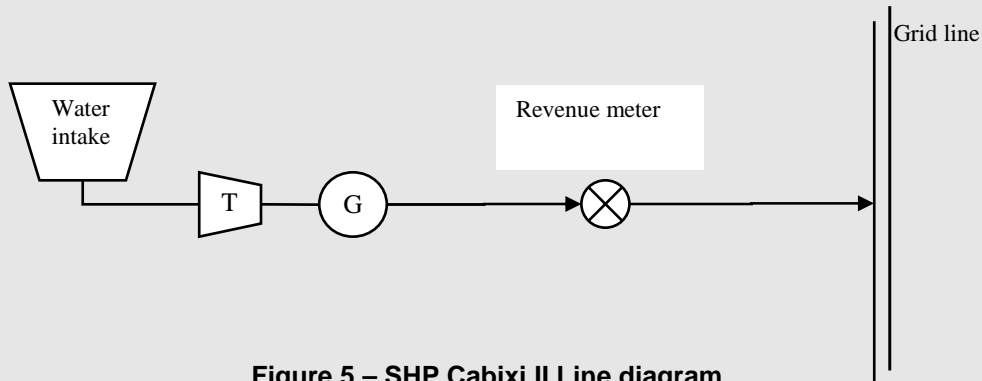 Grid line
Water
intake
Revenue meter
T
G
Figure 5 – SHP Cabixi II Line diagram